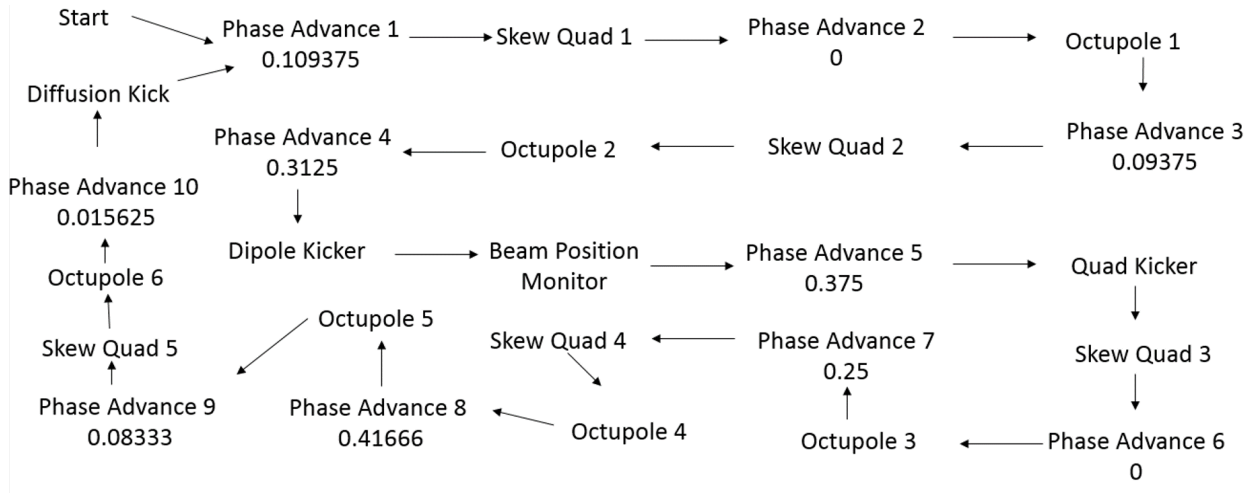 Start
Phase Advance 1
0.109375
Skew Quad 1
Phase Advance 2
0
Octupole 1
Phase Advance 3
0.09375
Skew Quad 2
Octupole 2
Phase Advance 4
0.3125
Dipole Kicker
Beam Position
Monitor
Phase Advance 5
0.375
Quad Kicker
Skew Quad 3
Phase Advance 6
0
Octupole 3
Phase Advance 7
0.25
Skew Quad 4
Octupole 4
Phase Advance 8
0.41666
Octupole 5
Phase Advance 9
0.08333
Skew Quad 5
Octupole 6
Phase Advance 10
0.015625
Diffusion Kick